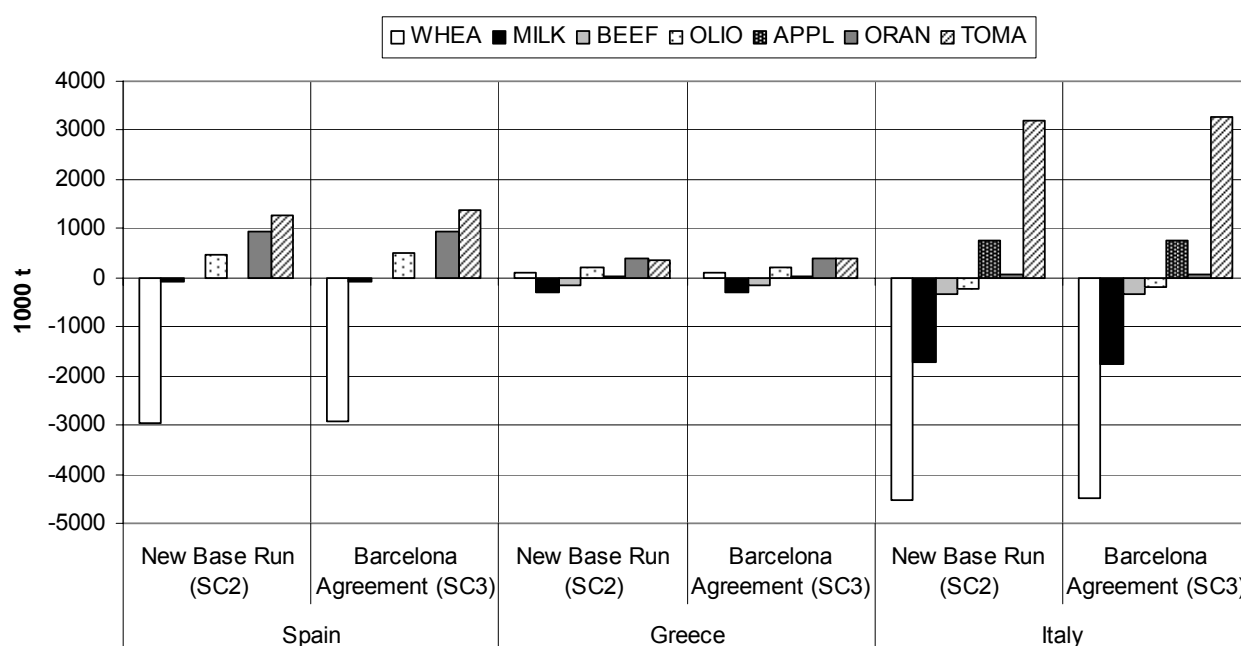 WHEA MILK BEEF OLIO APPL ORAN TOMA
4000
3000
2000
1000
0
-1000
-2000
-3000
-4000
-5000
1000 t
New Base Run (SC2)
Barcelona Agreement (SC3)
New Base Run (SC2)
Barcelona Agreement (SC3)
New Base Run (SC2)
Barcelona Agreement (SC3)
Spain
Greece
Italy